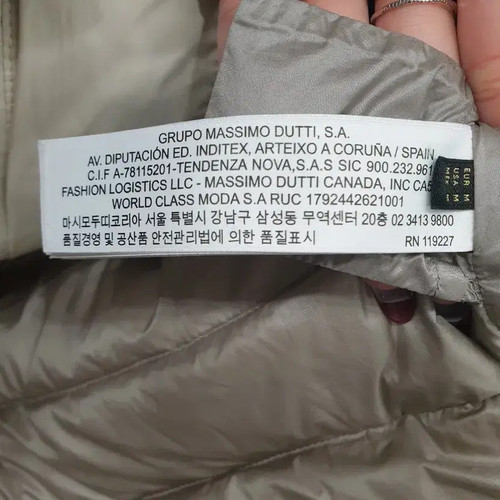 GRUPO MASSIMO DUTTI, S.A.
AV. DIPUTACIÓN ED. INDITEX, ARTEIXO A CORUÑA / SPAIN
C.I.F A-78115201-TENDENZA NOVA,S.A.S SIC 900.232.961
FASHION LOGISTICS LLC - MASSIMO DUTTI CANADA, INC CA5
WORLD CLASS MODA S.A RUC 1792442621001
마시모두띠코리아 서울 특별시 강남구 삼성동 무역센터 20층 02 3413 9800
품질경영 및 공산품 안전관리법에 의한 품질표시
RN 119227
EUR M
USA M
MEX